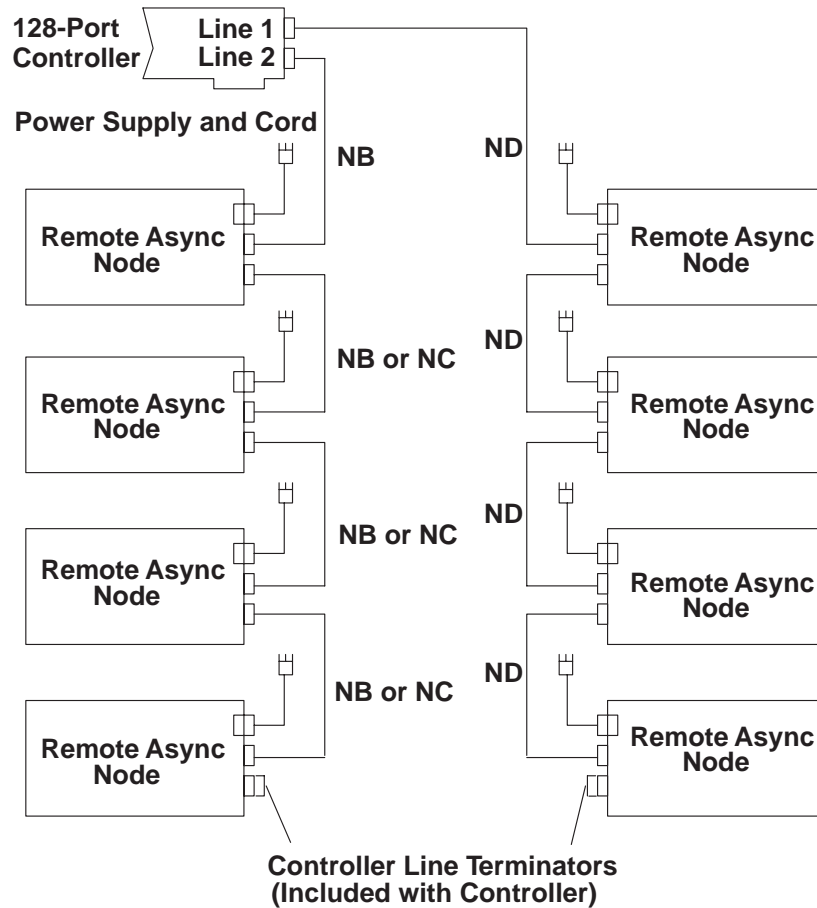 128-Port
Controller
Line 1
Line 2
Power Supply and Cord
NB
ND
Remote Async
Node
Remote Async
Node
NB or NC
ND
Remote Async
Node
Remote Async
Node
NB or NC
ND
Remote Async
Node
Remote Async
Node
NB or NC
ND
Remote Async
Node
Remote Async
Node
Controller Line Terminators
(Included with Controller)